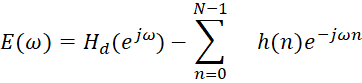 E(ω) = H_d(e^{jω}) − ∑_{n=0}^{N−1} h(n)e^{−jωn}